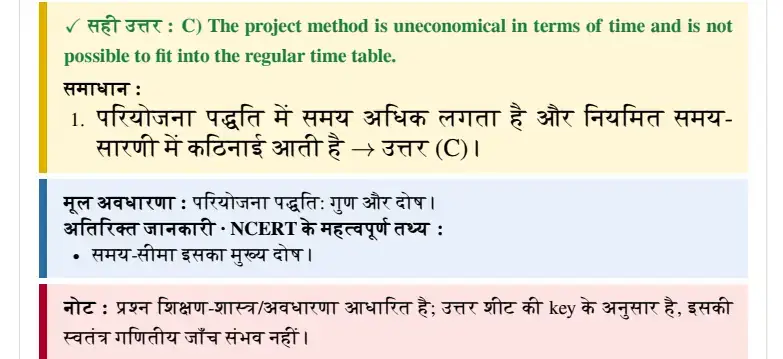 ✓ सही उत्तर : C) The project method is uneconomical in terms of time and is not
possible to fit into the regular time table.
समाधान :
1. परियोजना पद्धति में समय अधिक लगता है और नियमित समय-
सारणी में कठिनाई आती है → उत्तर (C)।
मूल अवधारणा : परियोजना पद्धति: गुण और दोष।
अतिरिक्त जानकारी · NCERT के महत्वपूर्ण तथ्य :
• समय-सीमा इसका मुख्य दोष।
नोट : प्रश्न शिक्षण-शास्त्र/अवधारणा आधारित है; उत्तर शीट की key के अनुसार है, इसकी
स्वतंत्र गणितीय जाँच संभव नहीं।